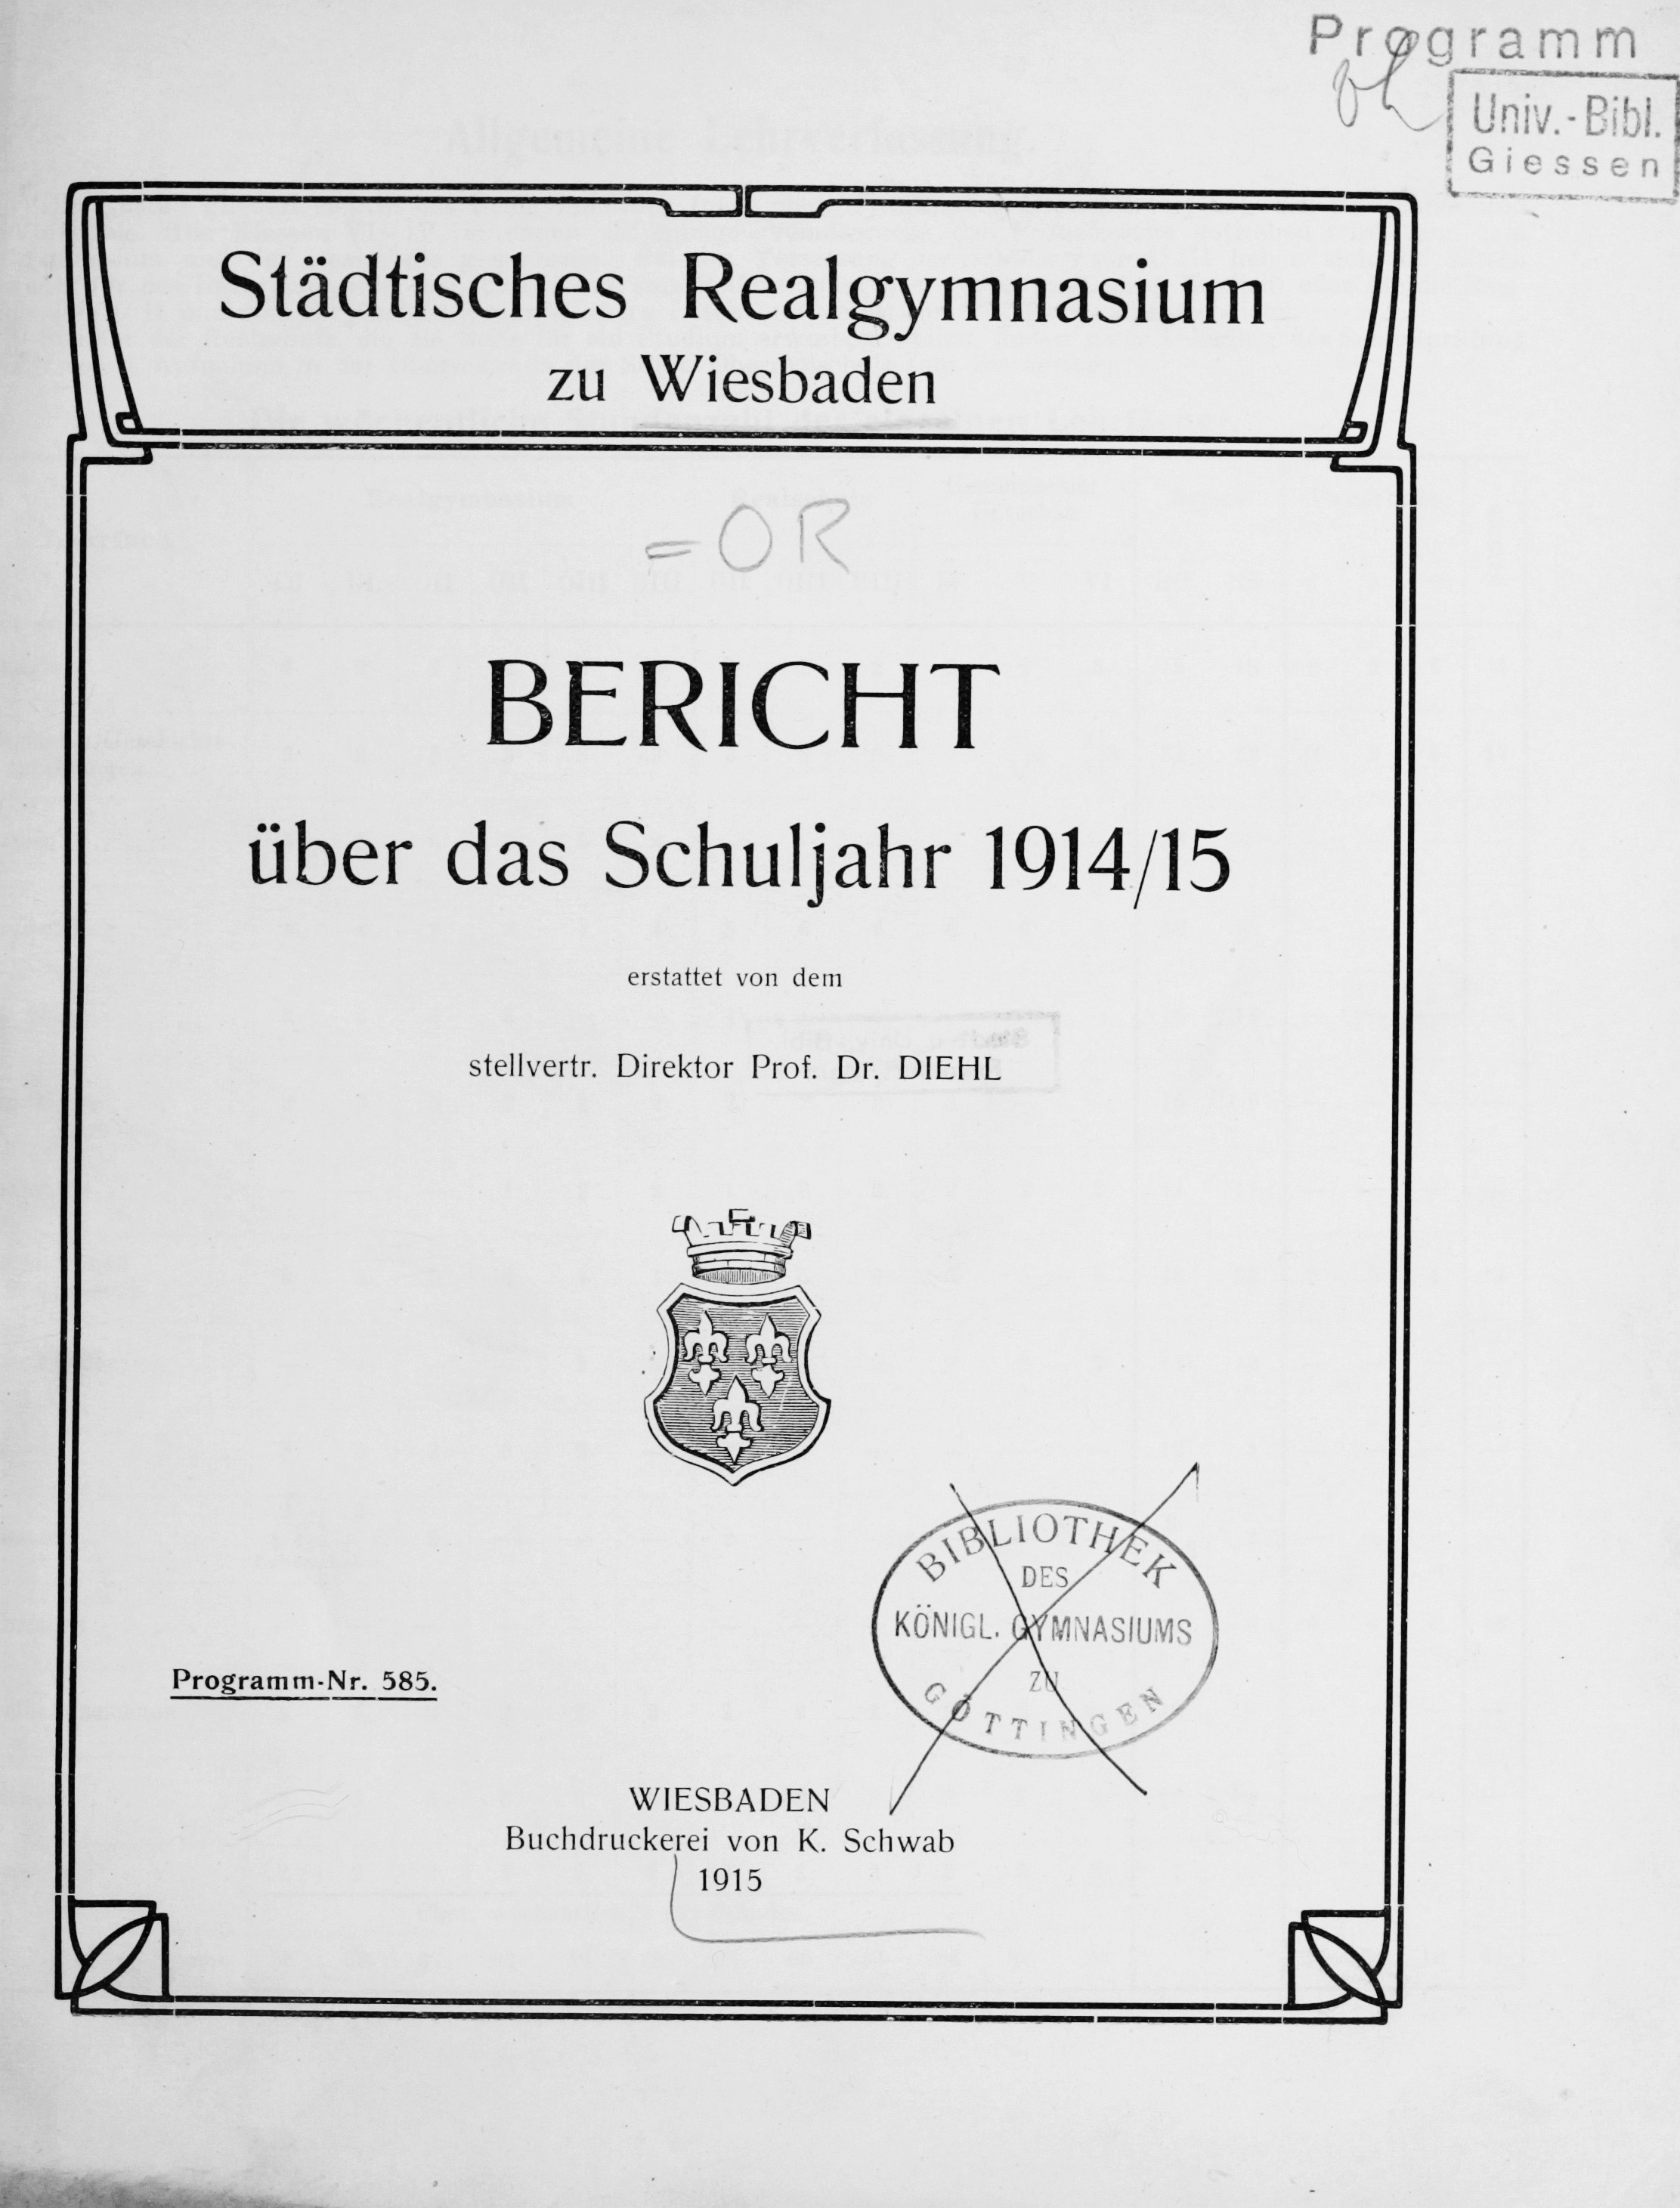 Programm
Univ.-Bibl.
Giessen
Städtisches Realgymnasium
zu Wiesbaden
= OR
BERICHT
über das Schuljahr 1914/15
erstattet von dem
stellvertr. Direktor Prof. Dr. DIEHL
BIBLIOTHEK
DES
KÖNIGL. GYMNASIUMS
ZU
GÖTTINGEN
Programm-Nr. 585.
WIESBADEN
Buchdruckerei von K. Schwab
1915